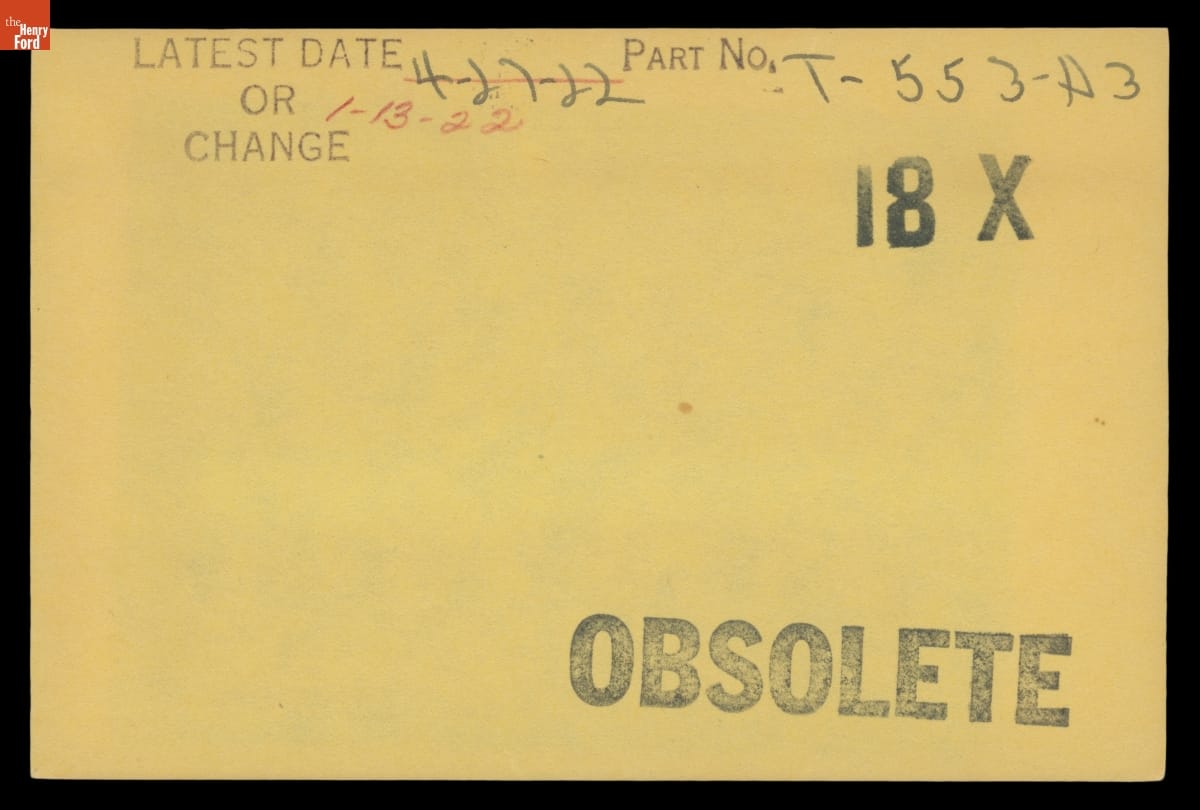 the
Henry
Ford
LATEST DATE 4-27-22 PART NO. T-553-A3
OR 1-13-22
CHANGE
18 X
OBSOLETE